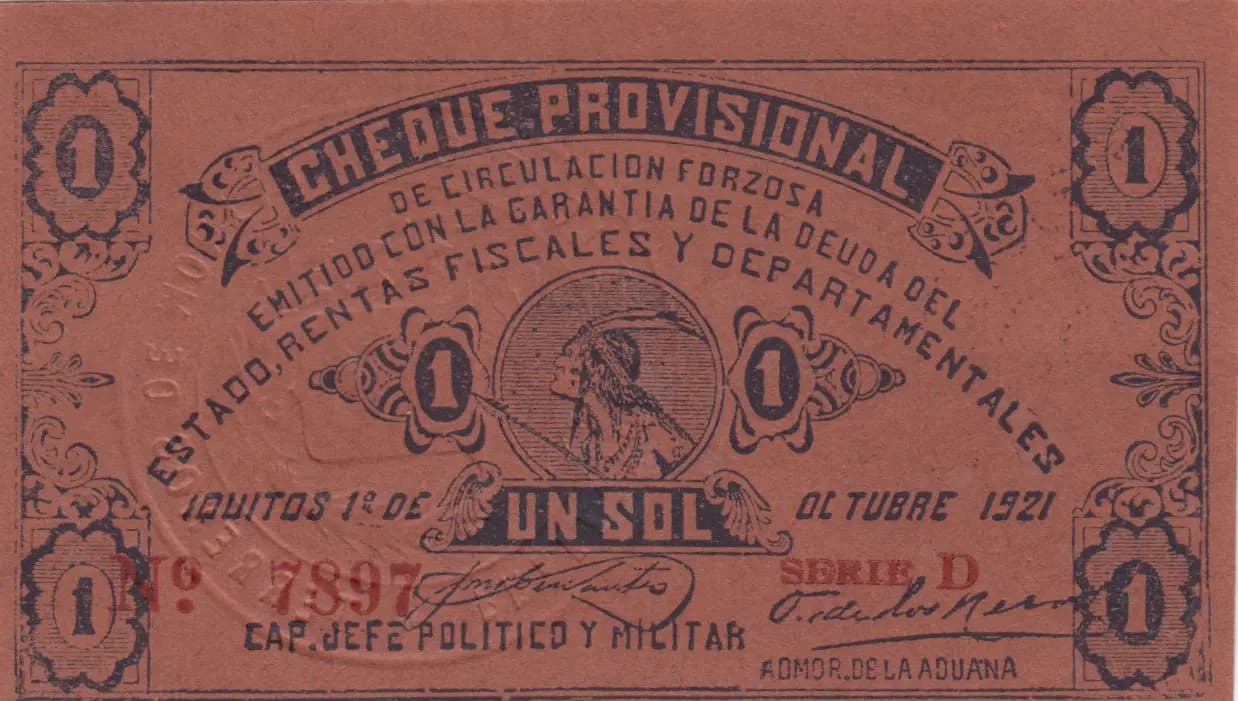 1 1
CHEQUE PROVISIONAL
DE CIRCULACION FORZOSA
EMITIDO CON LA GARANTIA DE LA DEUDA DEL
ESTADO, RENTAS FISCALES Y DEPARTAMENTALES
1 1
IQUITOS 1º DE OCTUBRE 1921
UN SOL
Nº 7897 SERIE D
1 1
CAP. JEFE POLITICO Y MILITAR
ADMOR. DE LA ADUANA